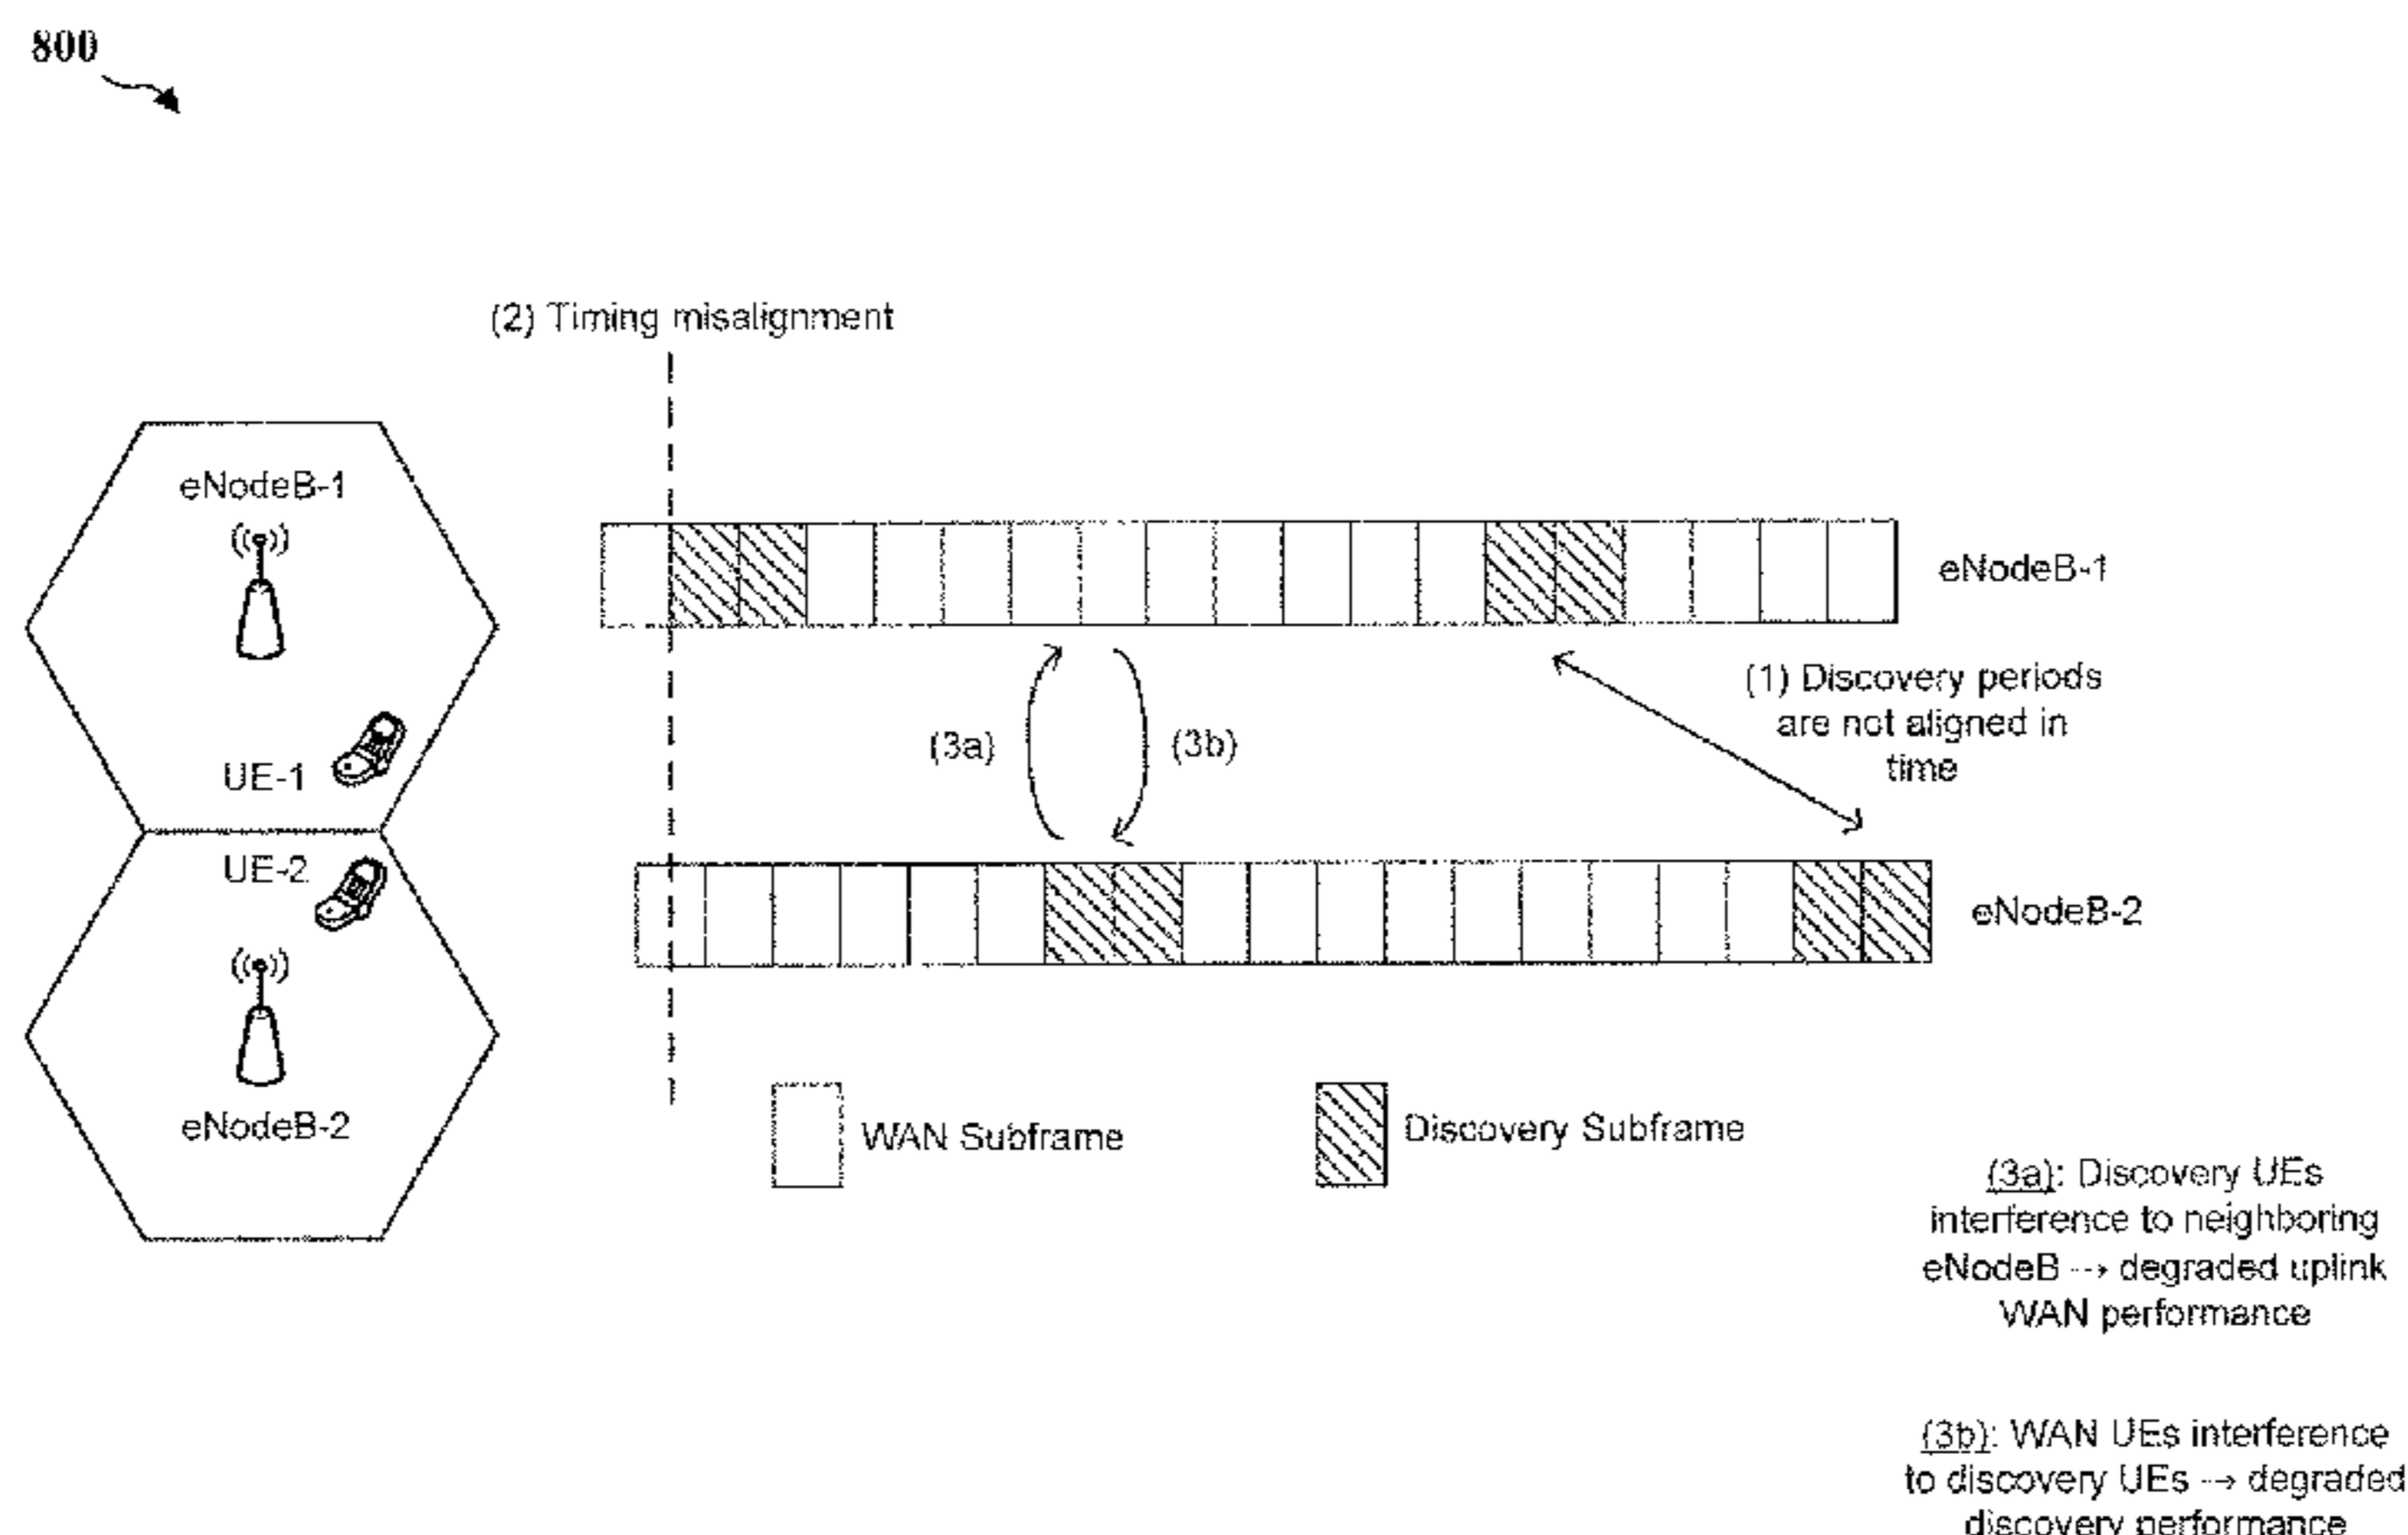 800
(2) Timing misalignment
eNodeB-1
eNodeB-1
(1) Discovery periods
are not aligned in
time
(3a)
(3b)
UE-1
UE-2
eNodeB-2
eNodeB-2
WAN Subframe
Discovery Subframe
(3a): Discovery UEs
interference to neighboring
eNodeB --> degraded uplink
WAN performance
(3b): WAN UEs interference
to discovery UEs --> degraded
discovery performance